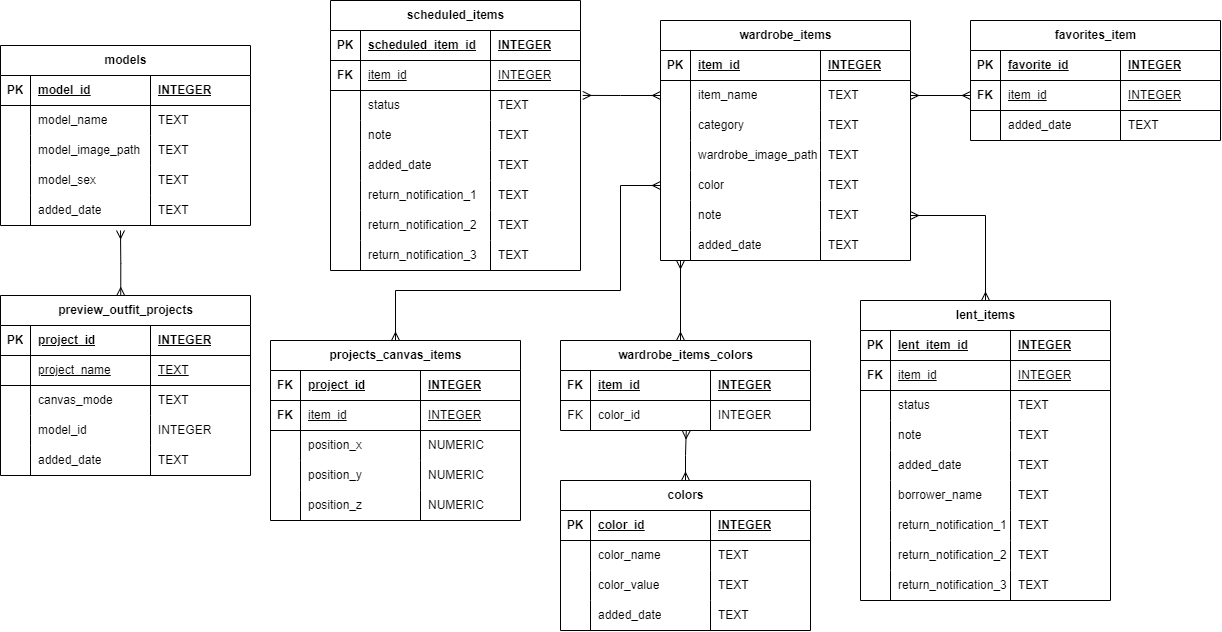 models
PK model_id INTEGER
model_name TEXT
model_image_path TEXT
model_sex TEXT
added_date TEXT
scheduled_items
PK scheduled_item_id INTEGER
FK item_id INTEGER
status TEXT
note TEXT
added_date TEXT
return_notification_1 TEXT
return_notification_2 TEXT
return_notification_3 TEXT
wardrobe_items
PK item_id INTEGER
item_name TEXT
category TEXT
wardrobe_image_path TEXT
color TEXT
note TEXT
added_date TEXT
favorites_item
PK favorite_id INTEGER
FK item_id INTEGER
added_date TEXT
preview_outfit_projects
PK project_id INTEGER
project_name TEXT
canvas_mode TEXT
model_id INTEGER
added_date TEXT
projects_canvas_items
FK project_id INTEGER
FK item_id INTEGER
position_x NUMERIC
position_y NUMERIC
position_z NUMERIC
wardrobe_items_colors
FK item_id INTEGER
FK color_id INTEGER
colors
PK color_id INTEGER
color_name TEXT
color_value TEXT
added_date TEXT
lent_items
PK lent_item_id INTEGER
FK item_id INTEGER
status TEXT
note TEXT
added_date TEXT
borrower_name TEXT
return_notification_1 TEXT
return_notification_2 TEXT
return_notification_3 TEXT